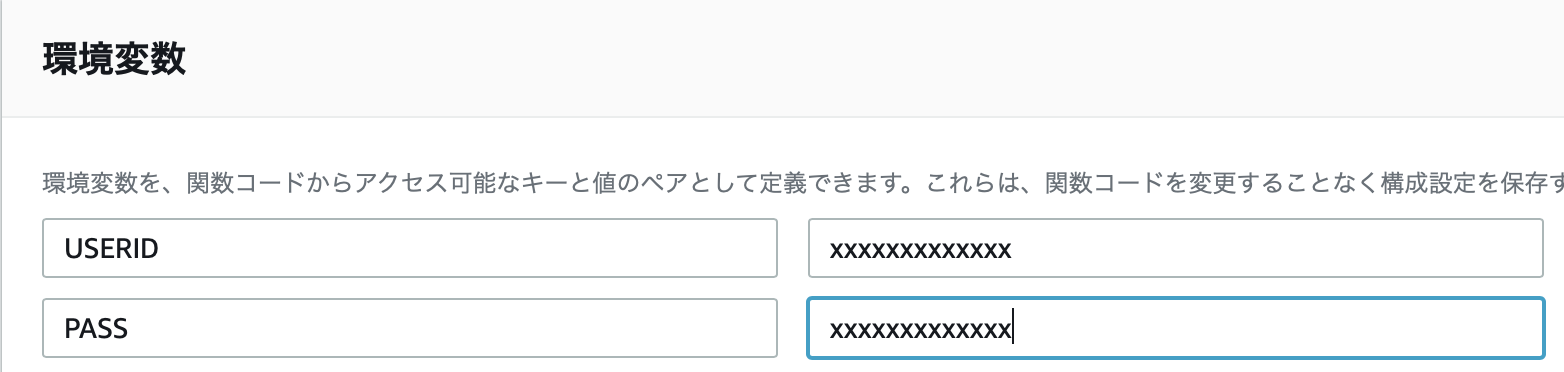 環境変数
環境変数を、関数コードからアクセス可能なキーと値のペアとして定義できます。これらは、関数コードを変更することなく構成設定を保存す
USERID xxxxxxxxxxxxx
PASS xxxxxxxxxxxxx